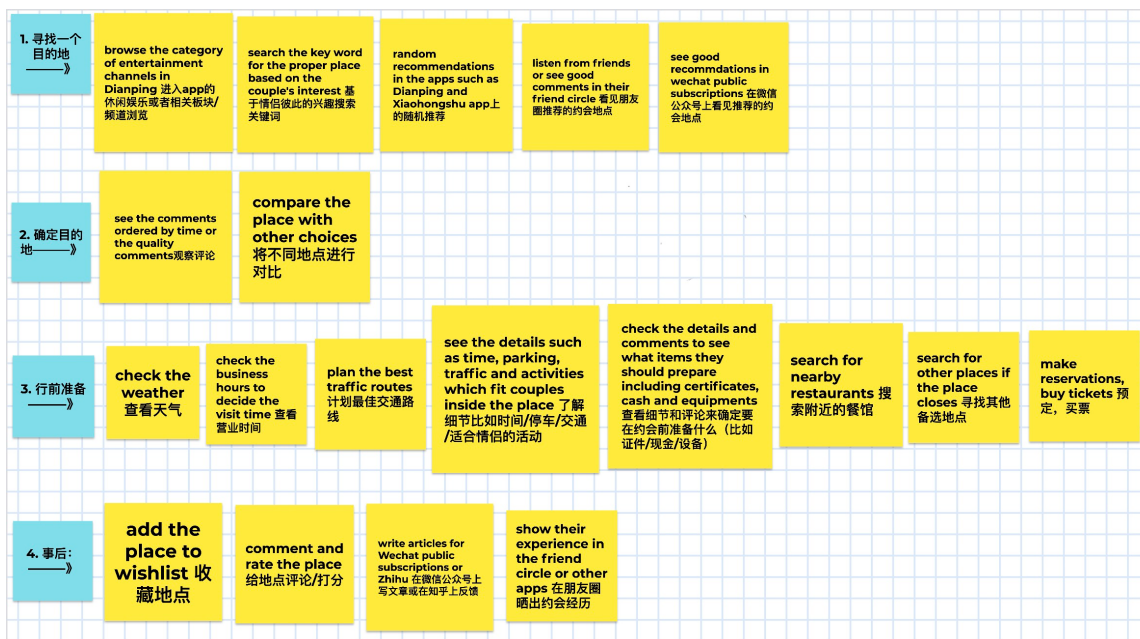 1. 寻找一个
目的地
———》
browse the category
of entertainment
channels in
Dianping 进入app的
休闲娱乐或者相关板块/
频道浏览
search the key word
for the proper place
based on the
couple's interest 基
于情侣彼此的兴趣搜索
关键词
random
recommendations
in the apps such as
Dianping and
Xiaohongshu app上
的随机推荐
listen from friends
or see good
comments in their
friend circle 看见朋友
圈推荐的约会地点
see good
recommdations in
wechat public
subscriptions 在微信
公众号上看见推荐的约
会地点
2. 确定目的
地———》
see the comments
ordered by time or
the quality
comments观察评论
compare the
place with
other choices
将不同地点进行
对比
3. 行前准备
———》
check the
weather
查看天气
check the
business
hours to
decide the
visit time 查看
营业时间
plan the best
traffic routes
计划最佳交通路
线
see the details such
as time, parking,
traffic and activities
which fit couples
inside the place 了解
细节比如时间/停车/交通
/适合情侣的活动
check the details and
comments to see
what items they
should prepare
including certificates,
cash and equipments
查看细节和评论来确定要
在约会前准备什么（比如
证件/现金/设备）
search for
nearby
restaurants 搜
索附近的餐馆
search for
other places if
the place
closes 寻找其他
备选地点
make
reservations,
buy tickets 预
定，买票
4. 事后：
———》
add the
place to
wishlist 收
藏地点
comment and
rate the place
给地点评论/打分
write articles for
Wechat public
subscriptions or
Zhihu 在微信公众号上
写文章或在知乎上反馈
show their
experience in
the friend
circle or other
apps 在朋友圈
晒出约会经历